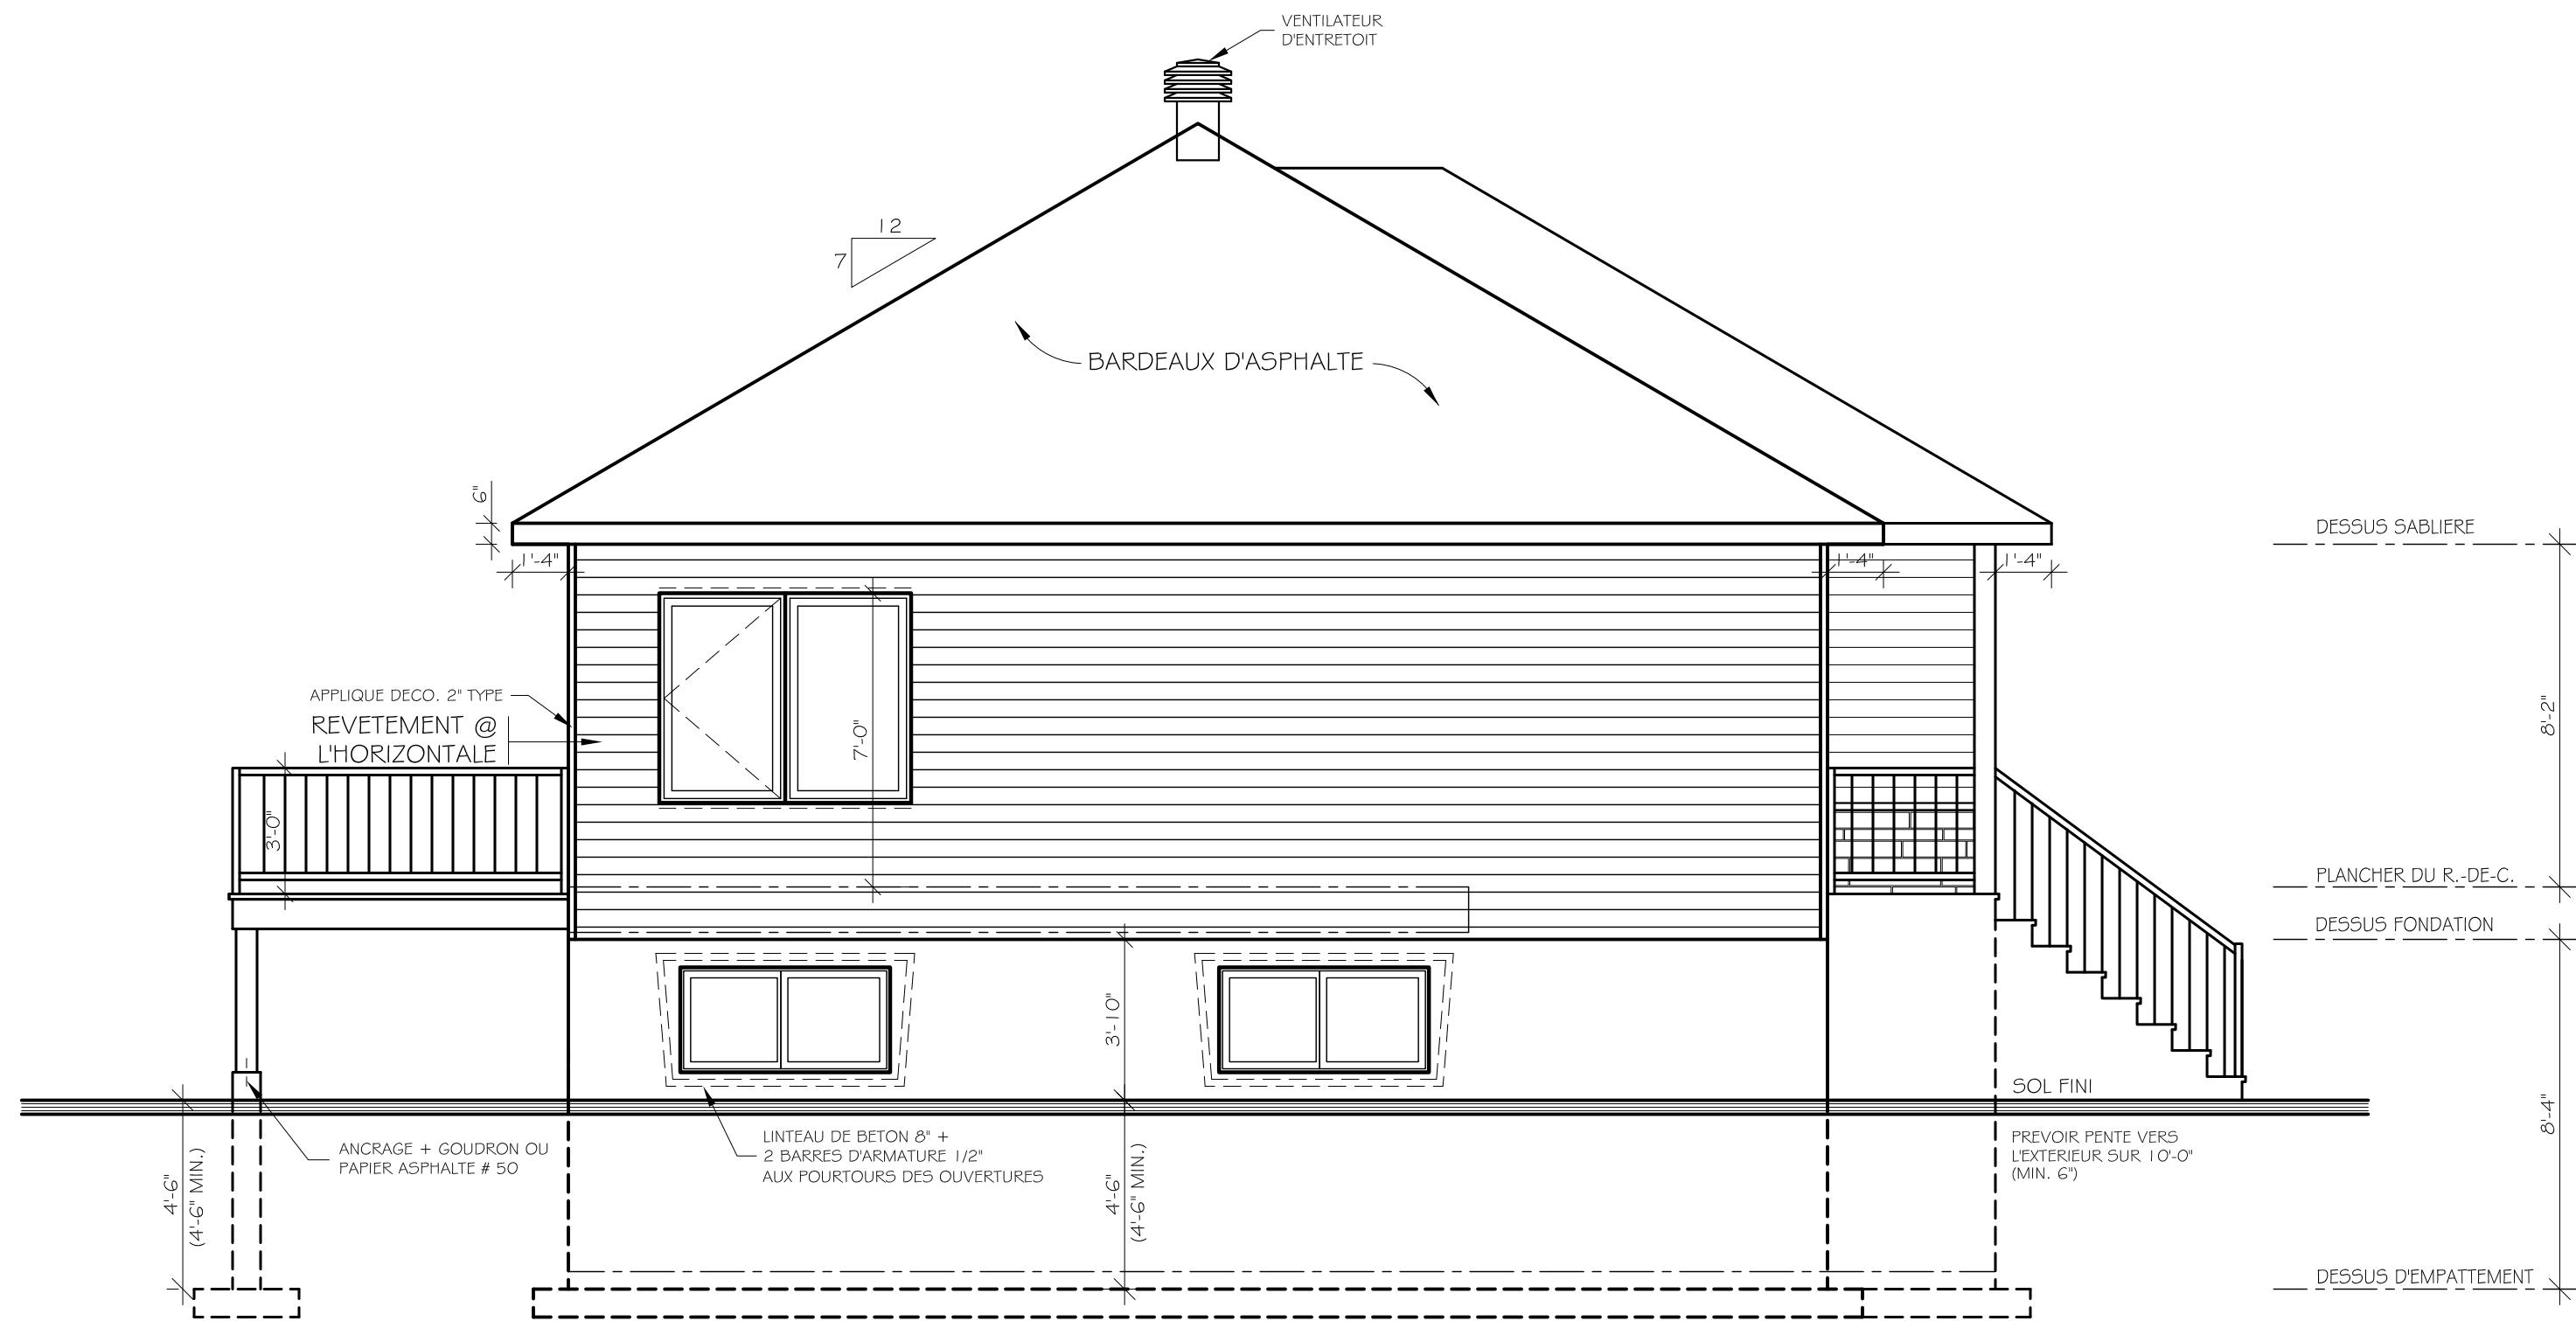 VENTILATEUR
D'ENTRETOIT
12
7
BARDEAUX D'ASPHALTE
6"
1'-4"
1'-4"
1'-4"
DESSUS SABLIERE
APPLIQUE DECO. 2" TYPE
REVETEMENT @
L'HORIZONTALE
7'-0"
8'-2"
3'-0"
PLANCHER DU R.-DE-C.
DESSUS FONDATION
3'-10"
SOL FINI
8'-4"
ANCRAGE + GOUDRON OU
PAPIER ASPHALTE # 50
LINTEAU DE BETON 8" +
2 BARRES D'ARMATURE 1/2"
AUX POURTOURS DES OUVERTURES
PREVOIR PENTE VERS
L'EXTERIEUR SUR 10'-0"
(MIN. 6")
4'-6"
(4'-6" MIN.)
4'-6"
(4'-6" MIN.)
DESSUS D'EMPATTEMENT